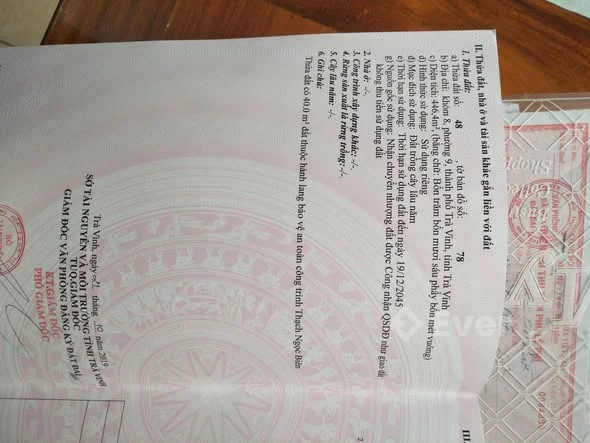 II. Thửa đất, nhà ở và tài sản khác gắn liền với đất
1. Thửa đất:
a) Thửa đất số: 48 tờ bản đồ số: 78
b) Địa chỉ: khóm 8, phường 9, thành phố Trà Vinh, tỉnh Trà Vinh
c) Diện tích: 446.4m², (bằng chữ: Bốn trăm bốn mươi sáu phẩy bốn mét vuông)
d) Hình thức sử dụng: Sử dụng riêng
đ) Mục đích sử dụng: Đất trồng cây lâu năm
e) Thời hạn sử dụng: Thời hạn sử dụng đất đến ngày 19/12/2045
g) Nguồn gốc sử dụng: Nhận chuyển nhượng đất được Công nhận QSDĐ như giao đất
không thu tiền sử dụng đất
2. Nhà ở: -/-.
3. Công trình xây dựng khác: -/-.
4. Rừng sản xuất là rừng trồng: -/-.
5. Cây lâu năm: -/-.
6. Ghi chú:
Thửa đất có 40.0 m² đất thuộc hành lang bảo vệ an toàn công trình Thạch Ngọc Biên
Trà Vinh, ngày tháng 10 năm 2019
SỞ TÀI NGUYÊN VÀ MÔI TRƯỜNG TỈNH TRÀ VINH
TUQ.GIÁM ĐỐC
GIÁM ĐỐC VĂN PHÒNG ĐĂNG KÝ ĐẤT ĐAI
KT.GIÁM ĐỐC
PHÓ GIÁM ĐỐC
2
III.